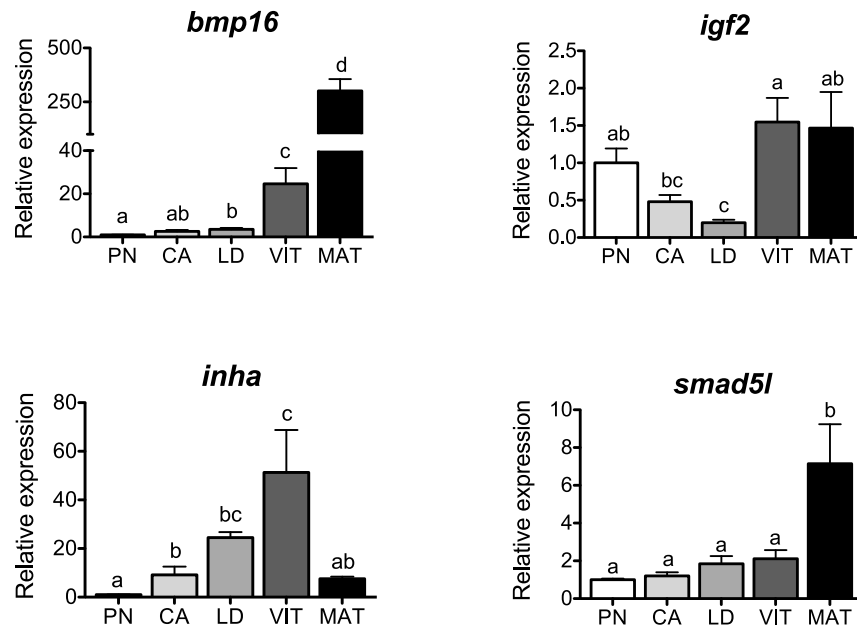 bmp16
Relative expression
500
250
40
20
0
a
ab
b
c
d
PN CA LD VIT MAT
igf2
Relative expression
2.5
2.0
1.5
1.0
0.5
0.0
ab
bc
c
a
ab
PN CA LD VIT MAT
inha
Relative expression
80
60
40
20
0
a
b
bc
c
ab
PN CA LD VIT MAT
smad5l
Relative expression
10
8
6
4
2
0
a
a
a
a
b
PN CA LD VIT MAT